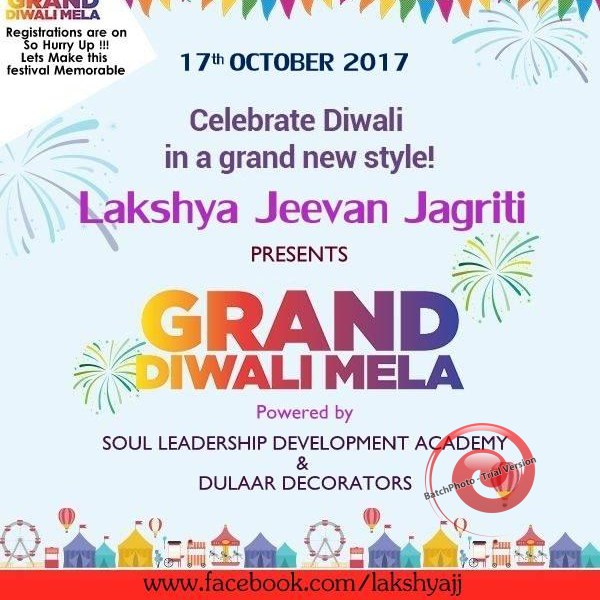 GRAND
DIWALI MELA
Registrations are on
So Hurry Up !!!
Lets Make this
festival Memorable
17th OCTOBER 2017
Celebrate Diwali
in a grand new style!
Lakshya Jeevan Jagriti
PRESENTS
GRAND
DIWALI MELA
Powered by
SOUL LEADERSHIP DEVELOPMENT ACADEMY
&
DULAAR DECORATORS
BatchPhoto - Trial Version
www.facebook.com/lakshyajj